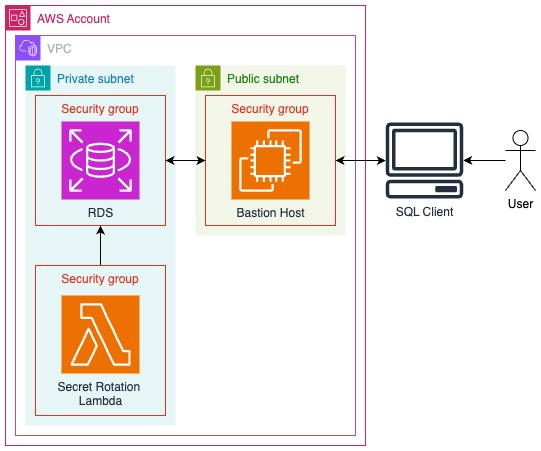 AWS Account
VPC
Private subnet
Public subnet
Security group
Security group
RDS
Bastion Host
SQL Client
User
Security group
Secret Rotation
Lambda